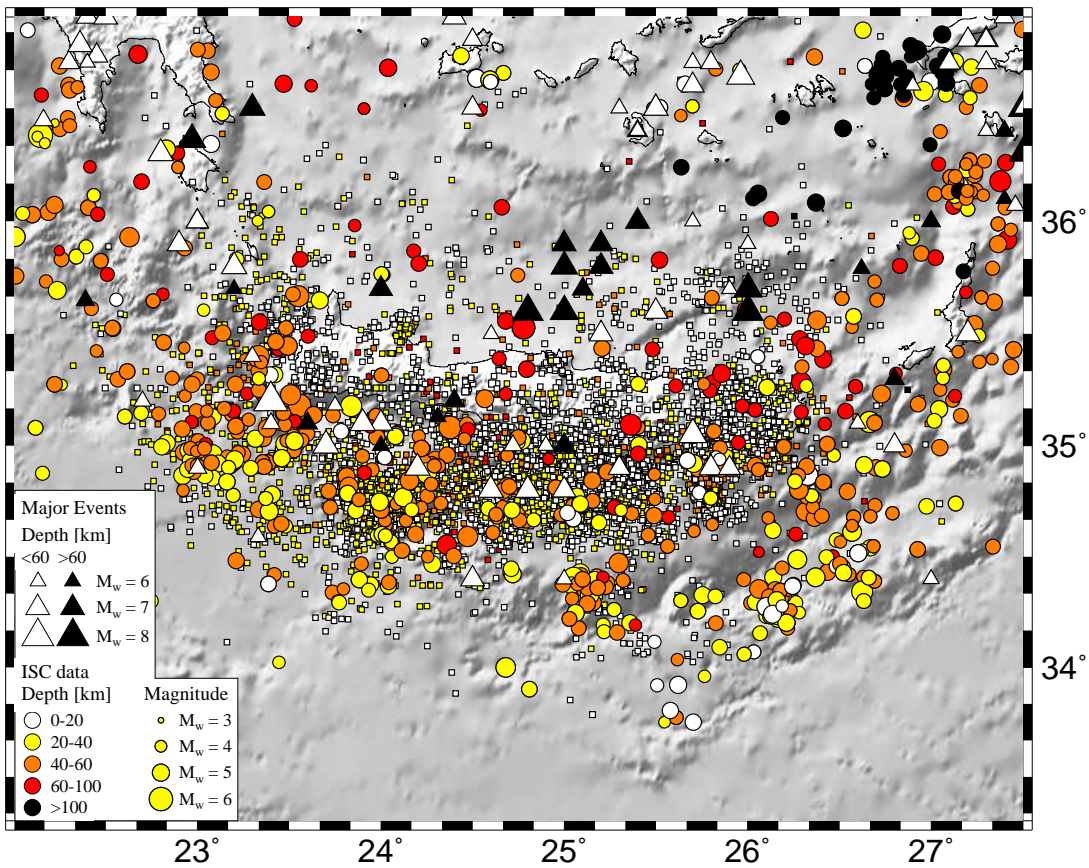 36°
35°
34°
Major Events
Depth [km]
<60 >60
Mw = 6
Mw = 7
Mw = 8
ISC data
Depth [km]
0-20
20-40
40-60
60-100
>100
Magnitude
Mw = 3
Mw = 4
Mw = 5
Mw = 6
23° 24° 25° 26° 27°